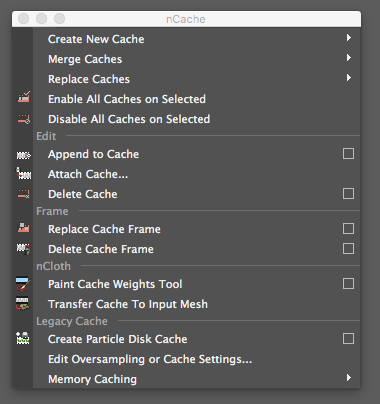 nCache
Create New Cache
Merge Caches
Replace Caches
Enable All Caches on Selected
Disable All Caches on Selected
Edit
Append to Cache
Attach Cache...
Delete Cache
Frame
Replace Cache Frame
Delete Cache Frame
nCloth
Paint Cache Weights Tool
Transfer Cache To Input Mesh
Legacy Cache
Create Particle Disk Cache
Edit Oversampling or Cache Settings...
Memory Caching